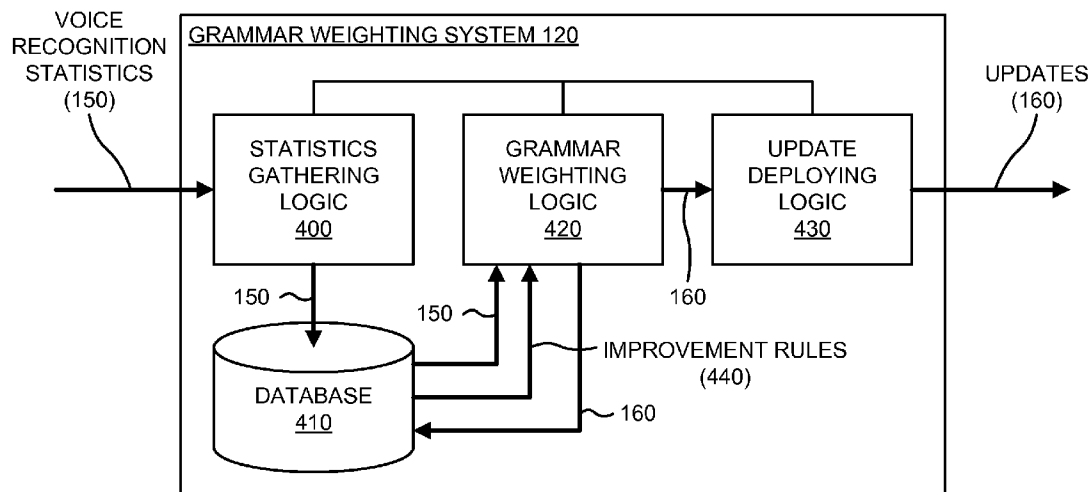 VOICE
RECOGNITION
STATISTICS
(150)
GRAMMAR WEIGHTING SYSTEM 120
UPDATES
(160)
STATISTICS
GATHERING
LOGIC
400
GRAMMAR
WEIGHTING
LOGIC
420
UPDATE
DEPLOYING
LOGIC
430
160
150
150
IMPROVEMENT RULES
(440)
DATABASE
410
160